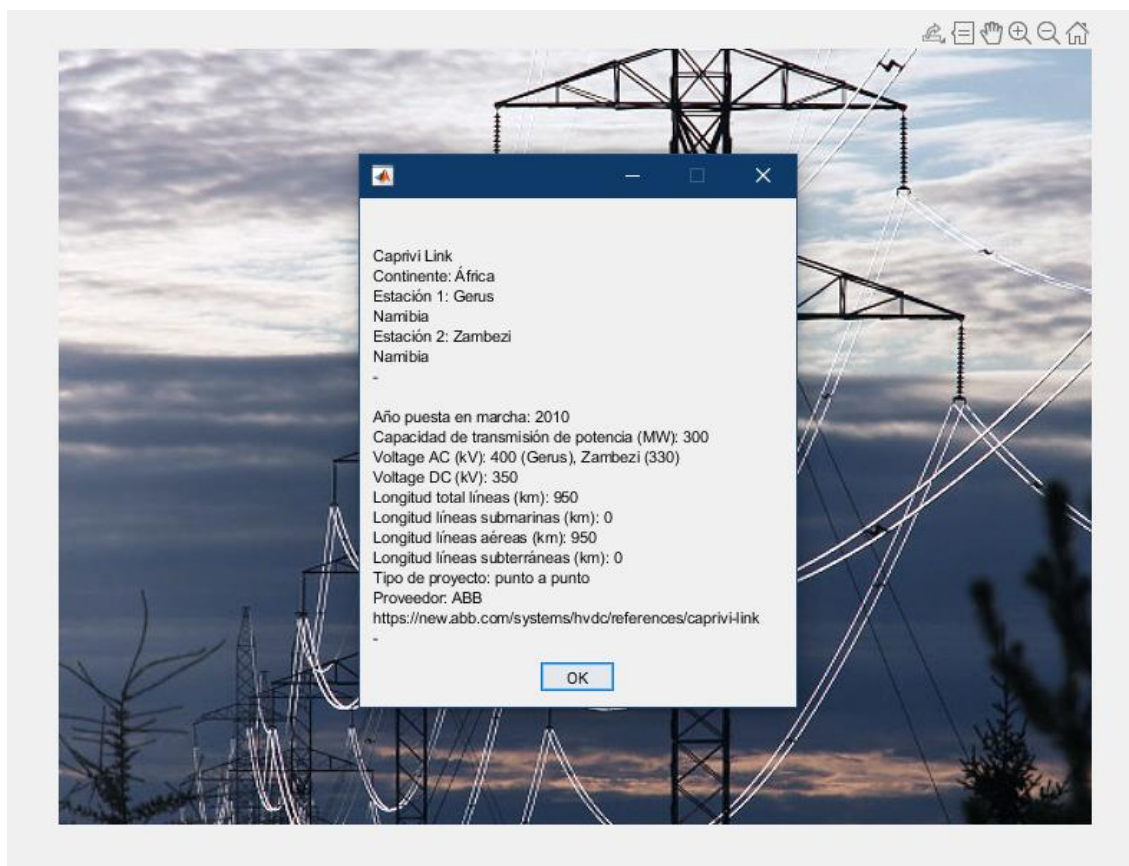 Caprivi Link
Continente: África
Estación 1: Gerus
Namibia
Estación 2: Zambezi
Namibia
-
Año puesta en marcha: 2010
Capacidad de transmisión de potencia (MW): 300
Voltage AC (kV): 400 (Gerus), Zambezi (330)
Voltage DC (kV): 350
Longitud total líneas (km): 950
Longitud líneas submarinas (km): 0
Longitud líneas aéreas (km): 950
Longitud líneas subterráneas (km): 0
Tipo de proyecto: punto a punto
Proveedor: ABB
https://new.abb.com/systems/hvdc/references/caprivi-link
-
OK